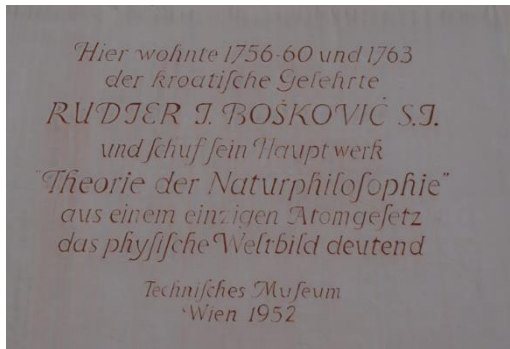 Hier wohnte 1756-60 und 1763
der kroatiſche Gelehrte
RUDJER J. BOŠKOVIĆ S.J.
und ſchuf ſein Hauptwerk
"Theorie der Naturphiloſophie"
aus einem einzigen Atomgeſetz
das phyſiſche Weltbild deutend
Techniſches Muſeum
Wien 1952